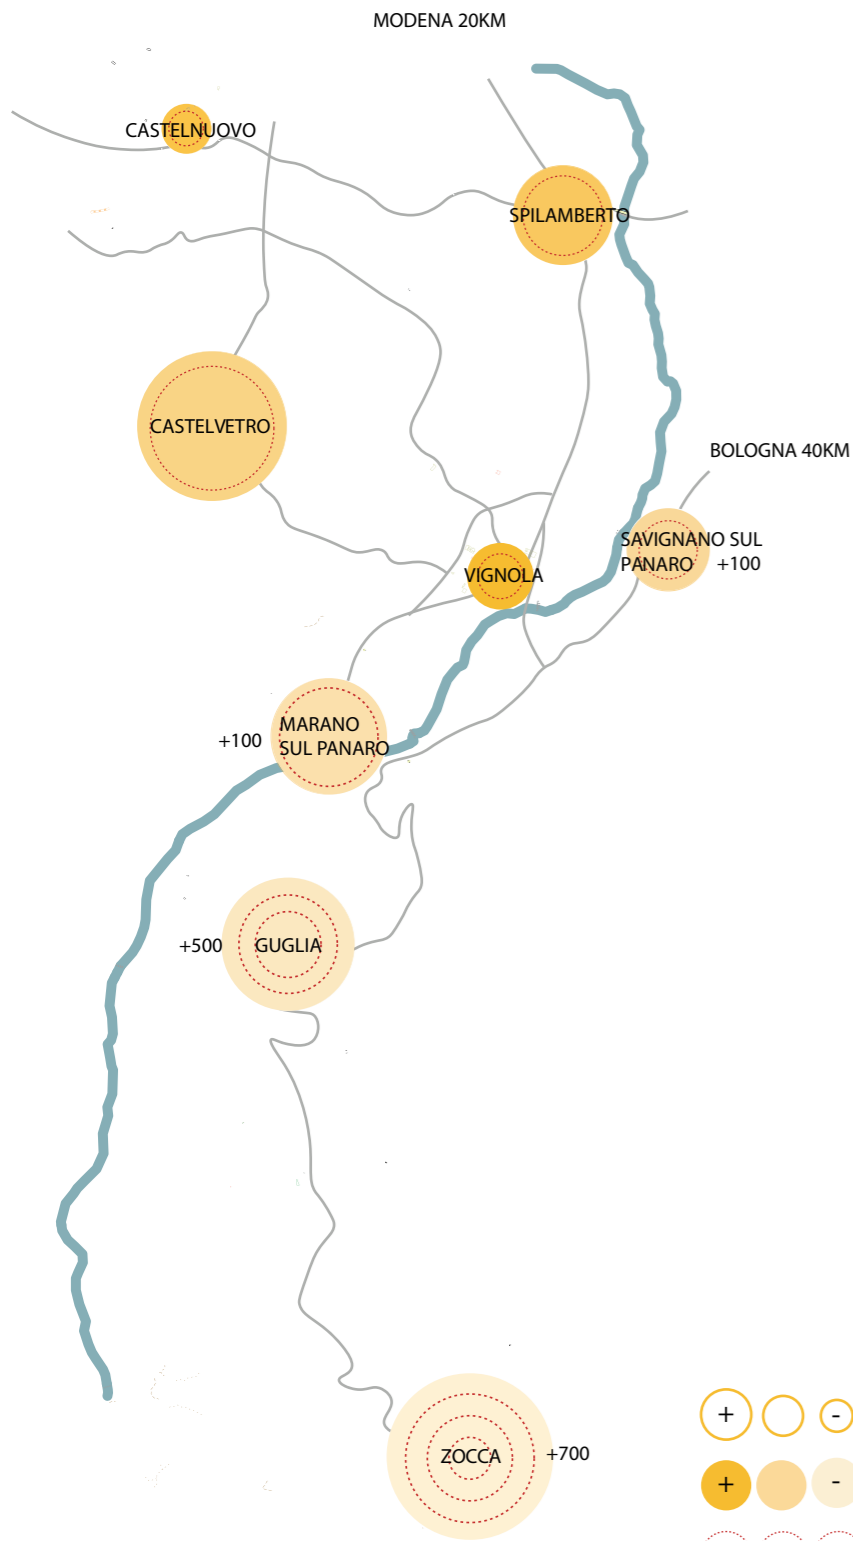 MODENA 20KM
CASTELNUOVO
SPILAMBERTO
CASTELVETRO
BOLOGNA 40KM
SAVIGNANO SUL
PANARO +100
VIGNOLA
MARANO
SUL PANARO
+100
+500 GUGLIA
ZOCCA +700
+ -
+ -